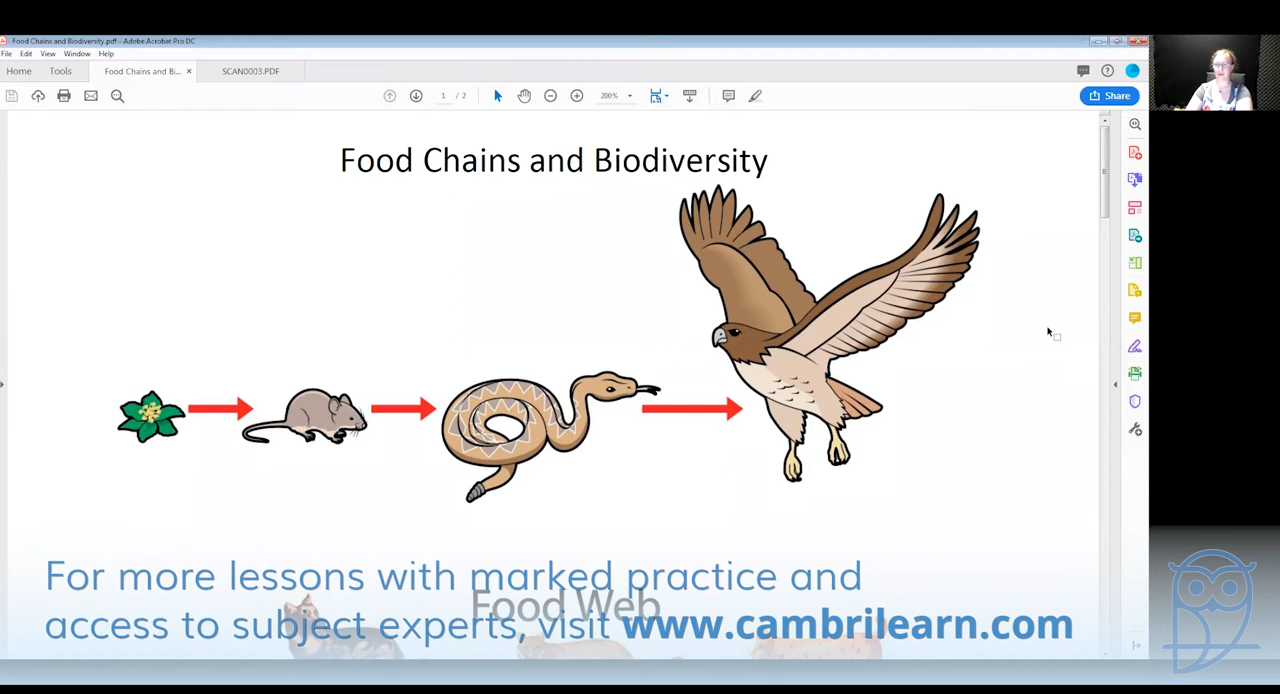 Food Chains and Biodiversity.pdf - Adobe Acrobat Pro DC
File Edit View Window Help
Home Tools Food Chains and Bi... × SCAN0003.PDF
1 / 2 200% Share
Food Chains and Biodiversity
Food Web
For more lessons with marked practice and
access to subject experts, visit www.cambrilearn.com